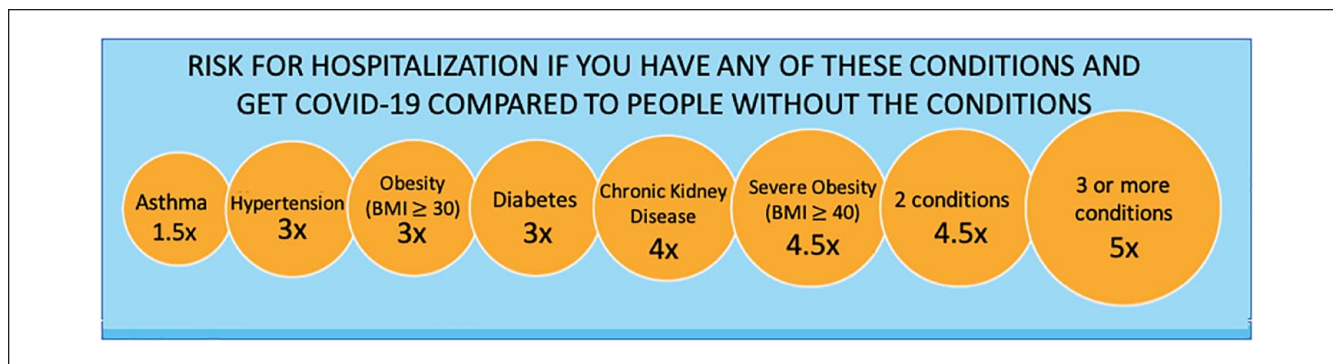 RISK FOR HOSPITALIZATION IF YOU HAVE ANY OF THESE CONDITIONS AND
GET COVID-19 COMPARED TO PEOPLE WITHOUT THE CONDITIONS
Asthma
1.5x
Hypertension
3x
Obesity
(BMI ≥ 30)
3x
Diabetes
3x
Chronic Kidney
Disease
4x
Severe Obesity
(BMI ≥ 40)
4.5x
2 conditions
4.5x
3 or more
conditions
5x